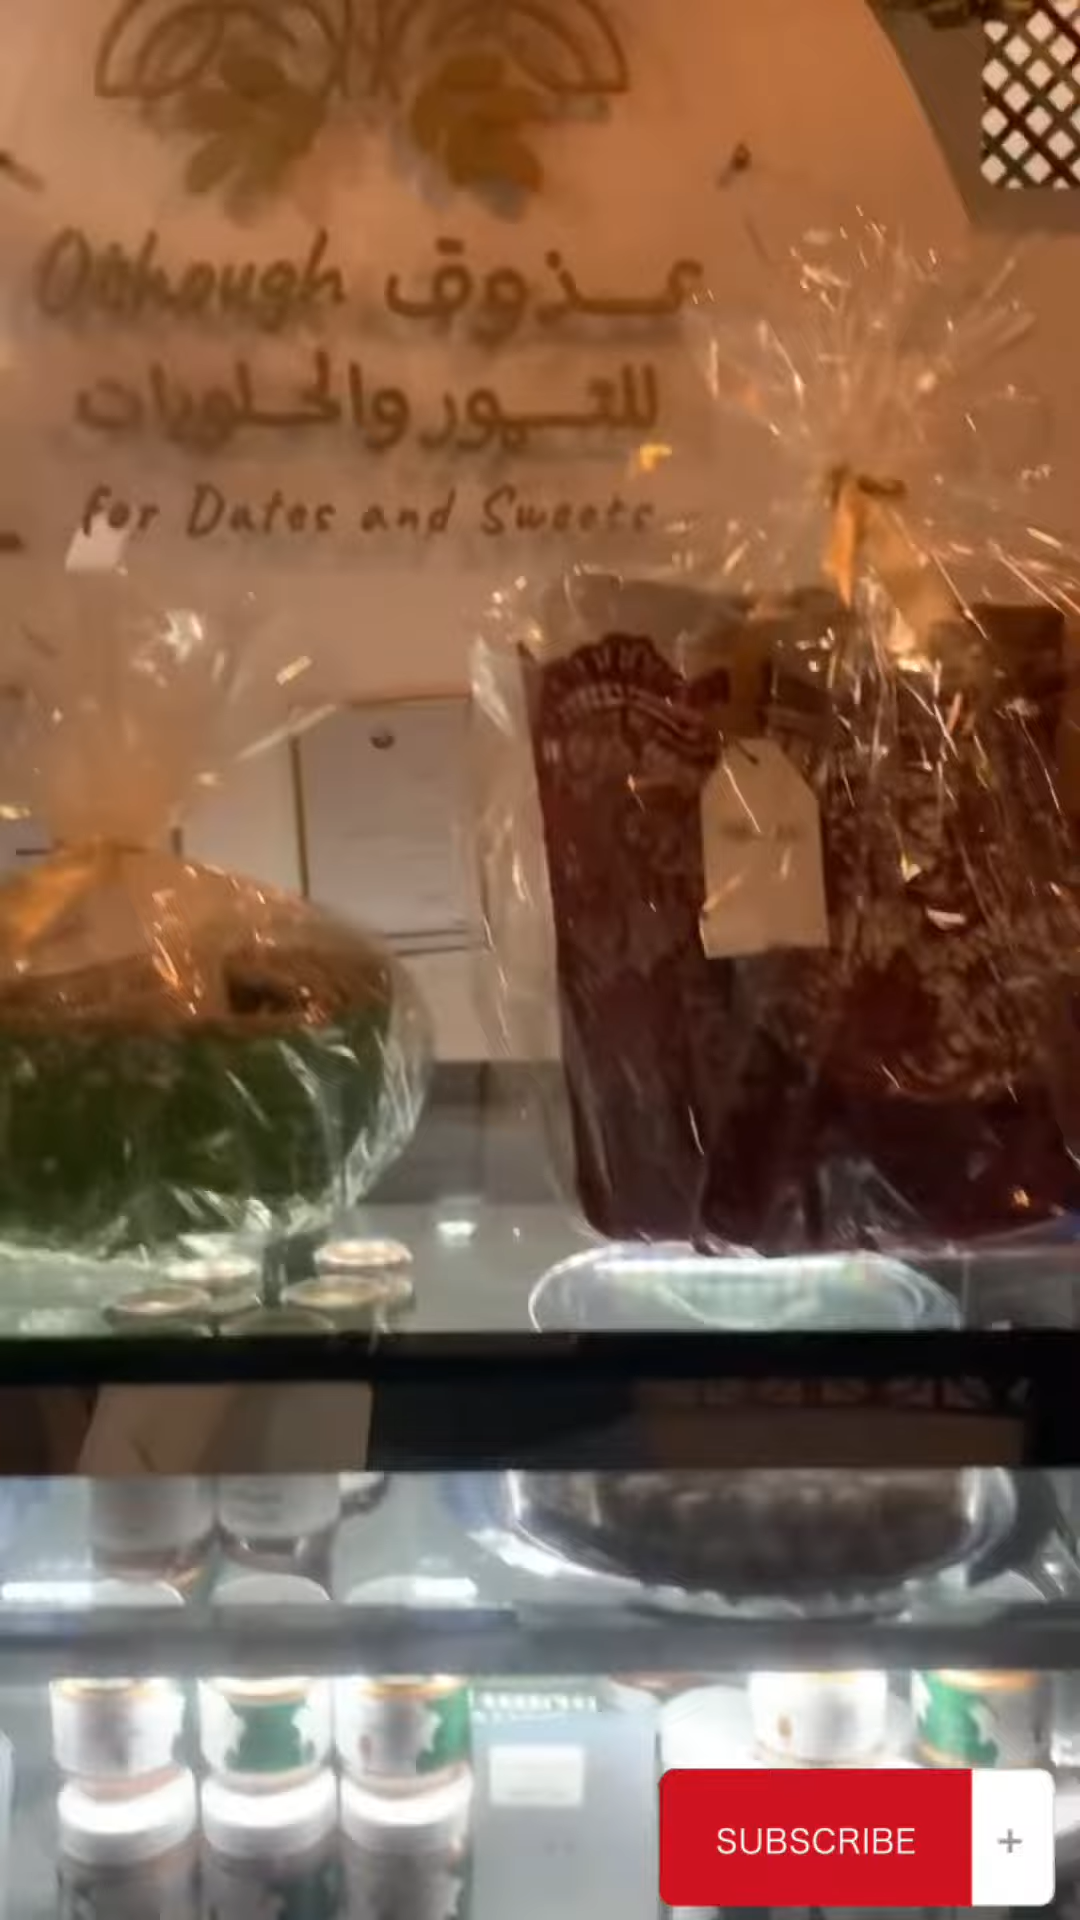 Othough عذوق
للتمور والحلويات
for Dates and Sweets
SUBSCRIBE +